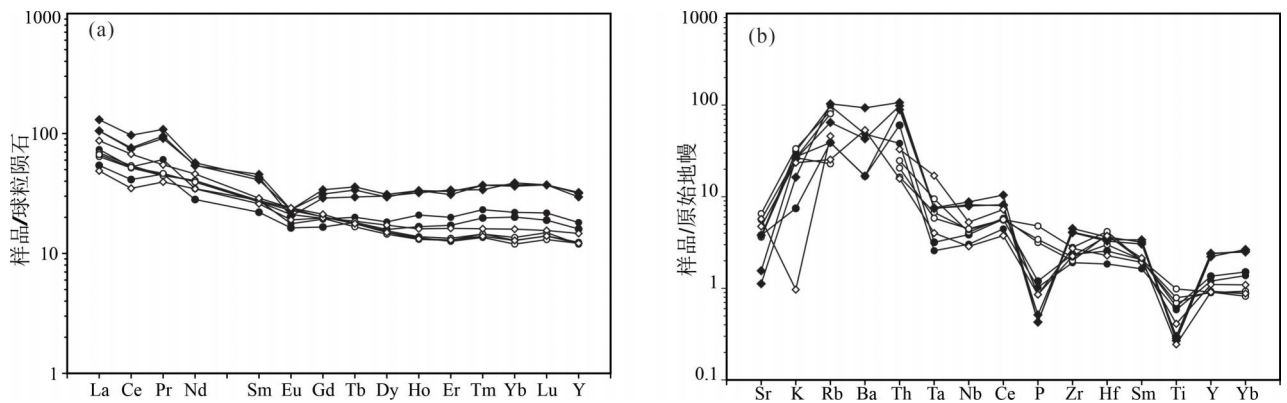 (a)
1000
100
10
1
样品/球粒陨石
La Ce Pr Nd Sm Eu Gd Tb Dy Ho Er Tm Yb Lu Y
(b)
1000
100
10
1
0.1
样品/原始地幔
Sr K Rb Ba Th Ta Nb Ce P Zr Hf Sm Ti Y Yb